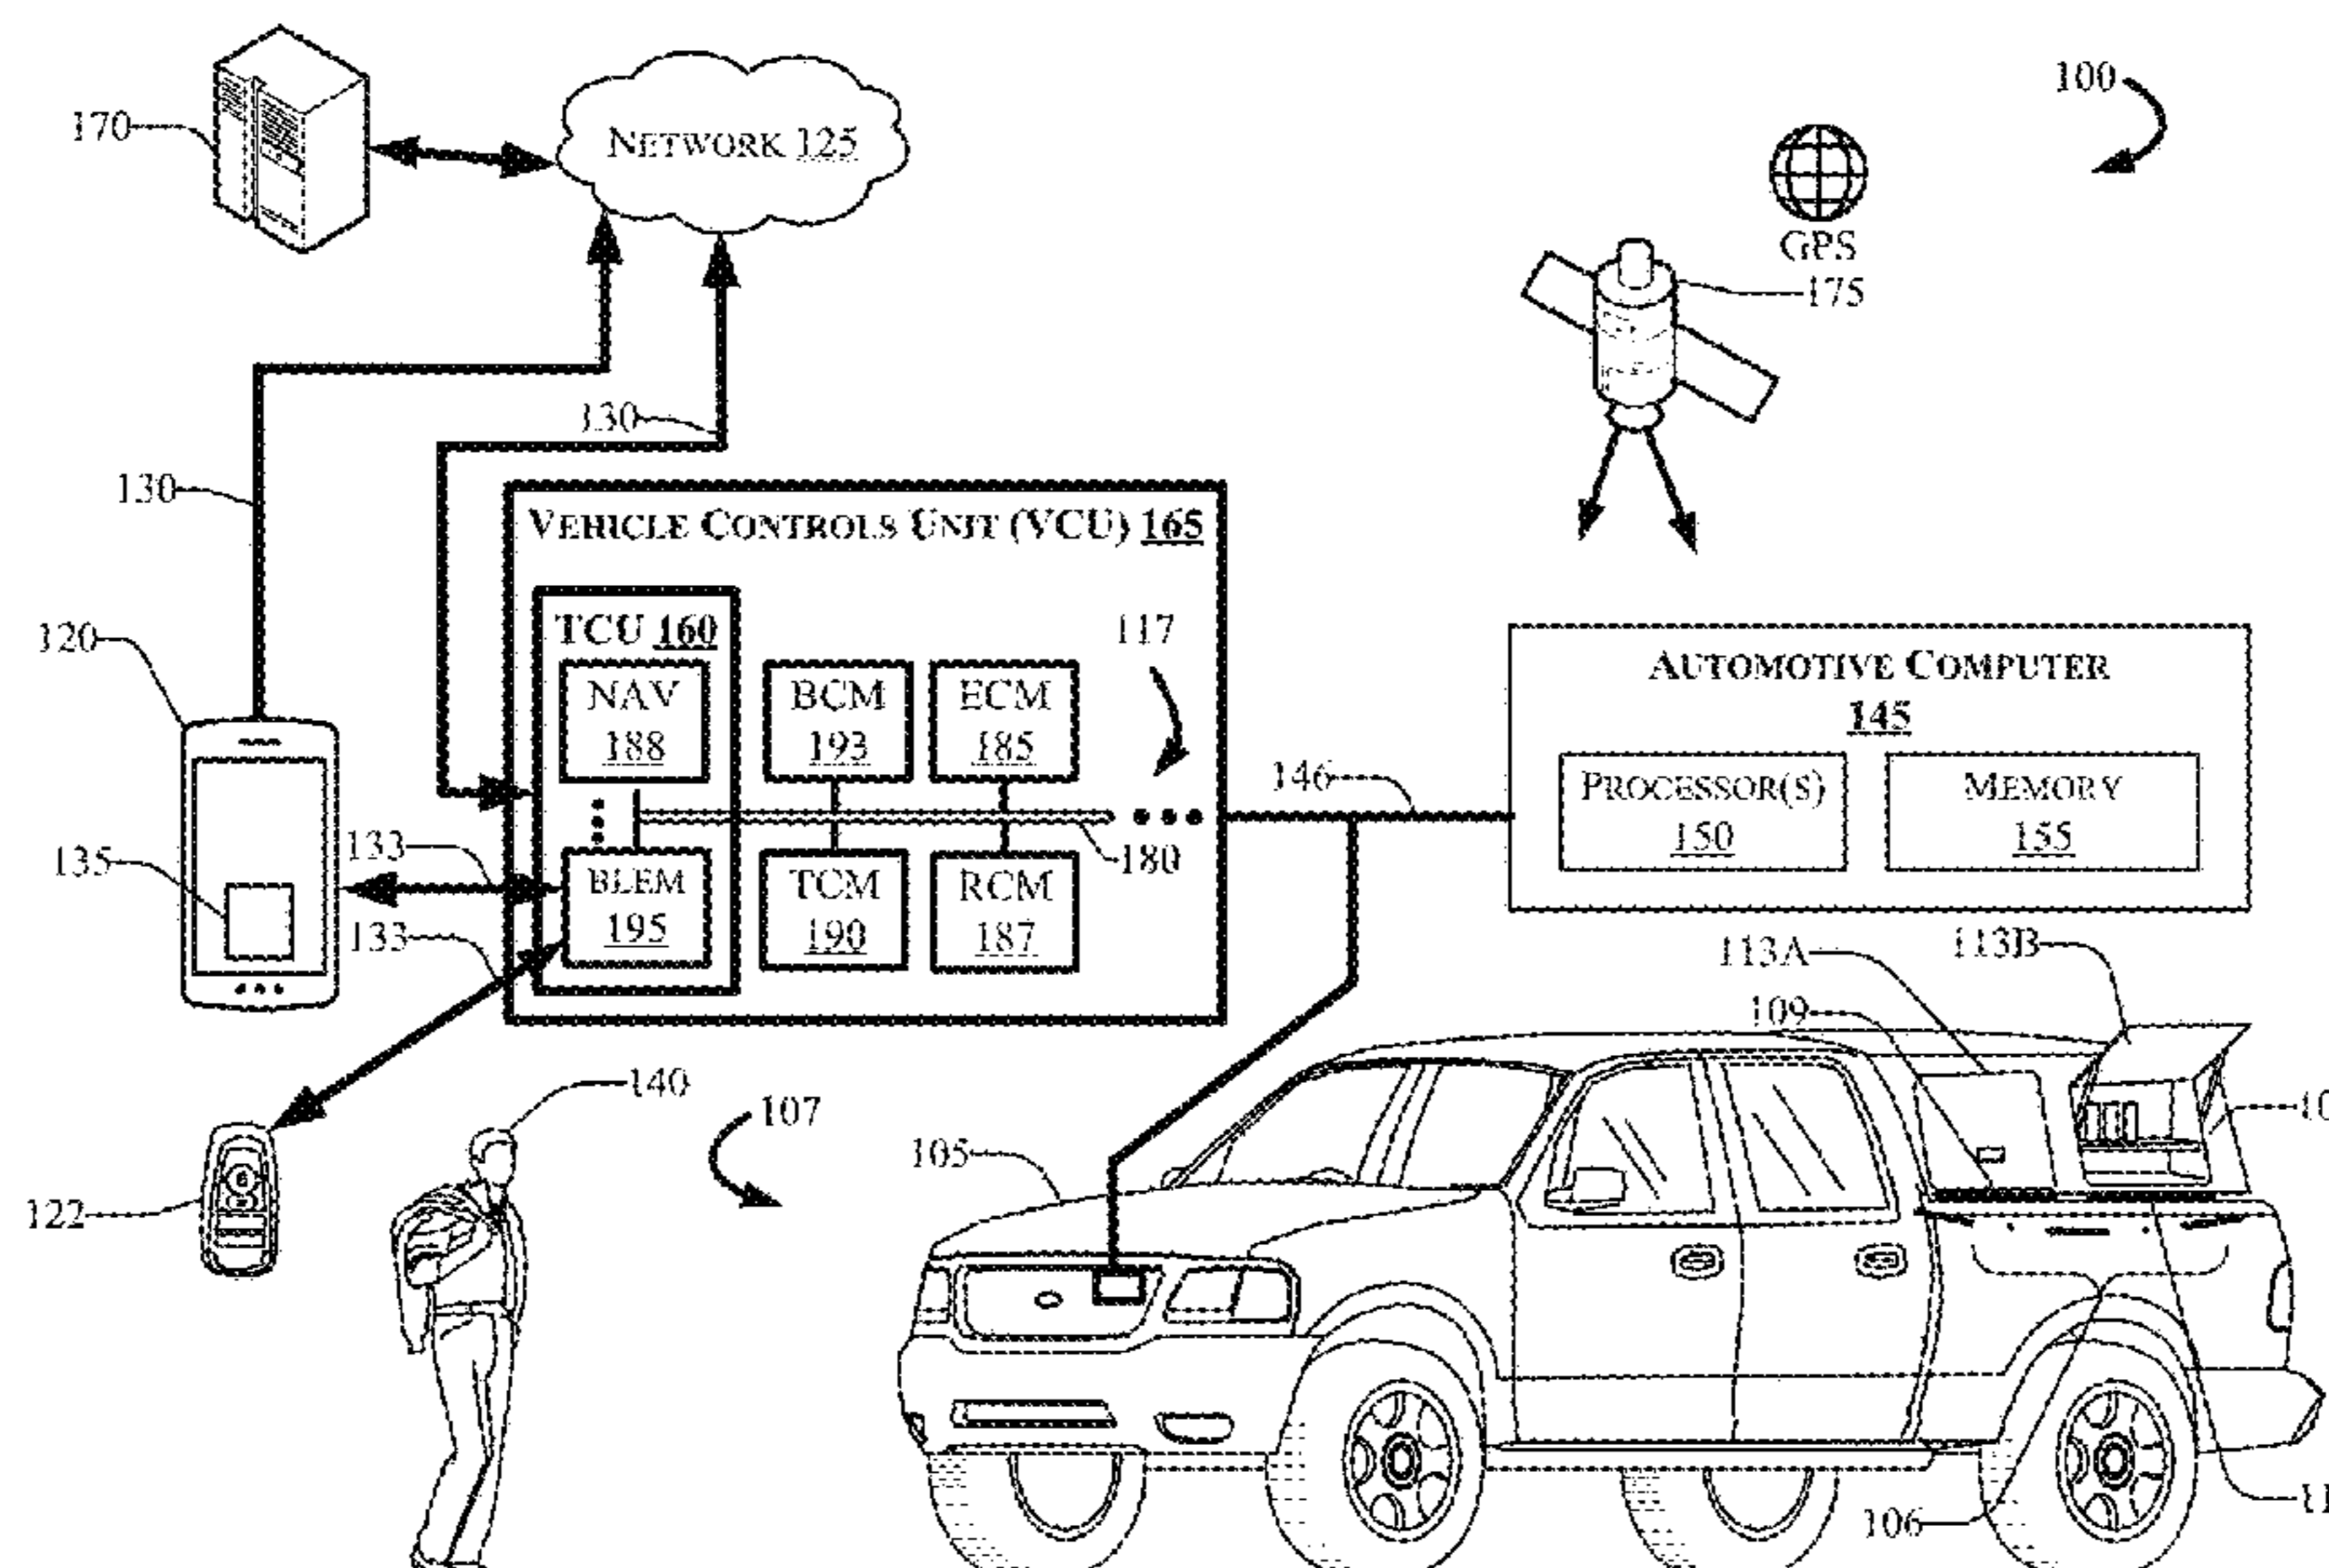 100
170
NETWORK 125
GPS
175
130
130
VEHICLE CONTROLS UNIT (VCU) 165
117
120
TCU 160
NAV
188
BCM
193
ECM
185
AUTOMOTIVE COMPUTER
145
146
PROCESSOR(S)
150
MEMORY
155
135
133
180
BLEM
195
TCM
190
RCM
187
133
113A
113B
109
140
107
105
122
106